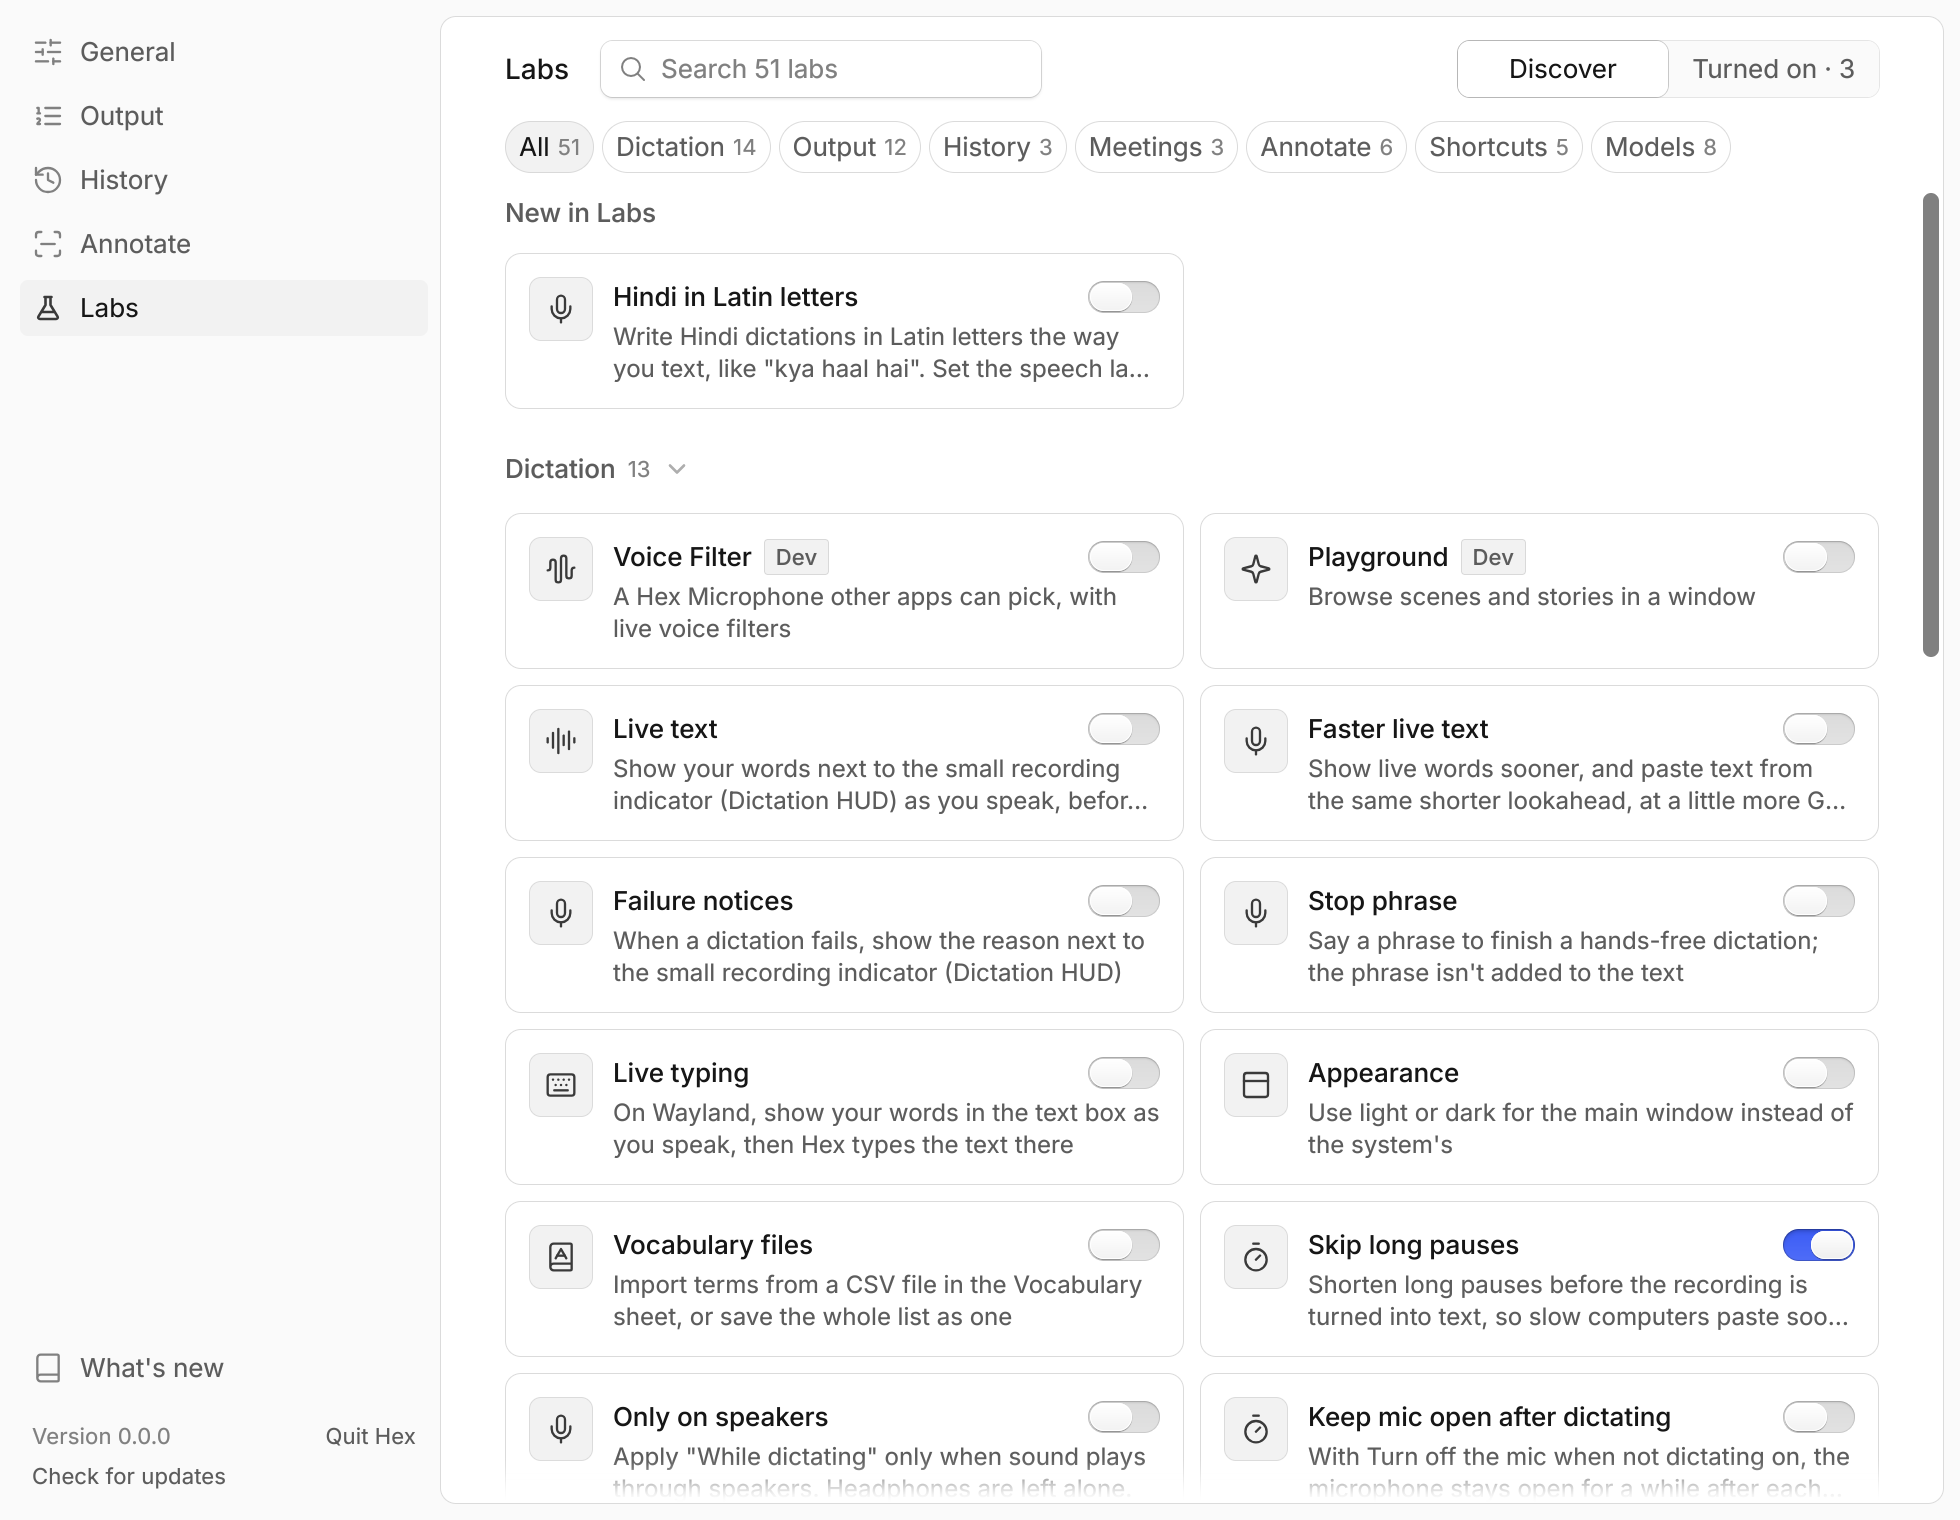 General
Output
History
Annotate
Labs
What's new
Version 0.0.0
Quit Hex
Check for updates
Labs
Search 51 labs
Discover
Turned on · 3
All 51
Dictation 14
Output 12
History 3
Meetings 3
Annotate 6
Shortcuts 5
Models 8
New in Labs
Hindi in Latin letters
Write Hindi dictations in Latin letters the way
you text, like "kya haal hai". Set the speech la...
Dictation 13
Voice Filter Dev
A Hex Microphone other apps can pick, with
live voice filters
Playground Dev
Browse scenes and stories in a window
Live text
Show your words next to the small recording
indicator (Dictation HUD) as you speak, befor...
Faster live text
Show live words sooner, and paste text from
the same shorter lookahead, at a little more G...
Failure notices
When a dictation fails, show the reason next to
the small recording indicator (Dictation HUD)
Stop phrase
Say a phrase to finish a hands-free dictation;
the phrase isn't added to the text
Live typing
On Wayland, show your words in the text box as
you speak, then Hex types the text there
Appearance
Use light or dark for the main window instead of
the system's
Vocabulary files
Import terms from a CSV file in the Vocabulary
sheet, or save the whole list as one
Skip long pauses
Shorten long pauses before the recording is
turned into text, so slow computers paste soo...
Only on speakers
Apply "While dictating" only when sound plays
through speakers. Headphones are left alone.
Keep mic open after dictating
With Turn off the mic when not dictating on, the
microphone stays open for a while after each...